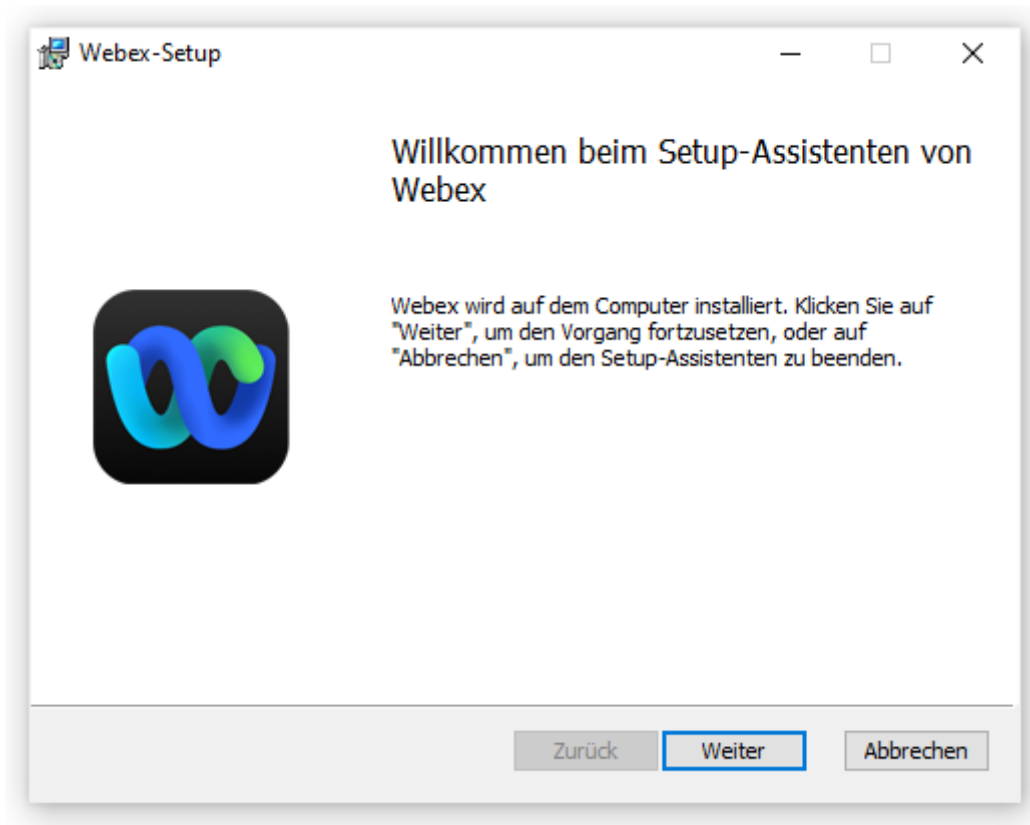 Webex-Setup
Willkommen beim Setup-Assistenten von
Webex
Webex wird auf dem Computer installiert. Klicken Sie auf
"Weiter", um den Vorgang fortzusetzen, oder auf
"Abbrechen", um den Setup-Assistenten zu beenden.
Zurück Weiter Abbrechen